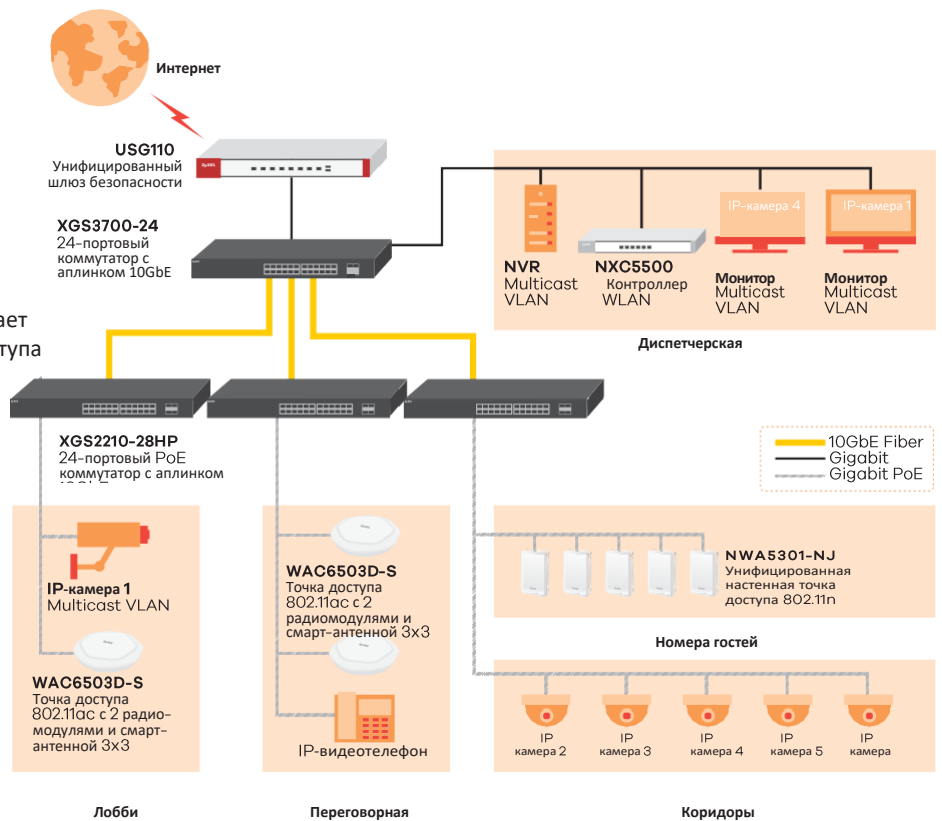 Интернет
USG110
Унифицированный
шлюз безопасности
XGS3700-24
24-портовый
коммутатор с
аплинком 10GbE
NVR
Multicast
VLAN
NXC5500
Контроллер
WLAN
IP-камера 4
Монитор
Multicast
VLAN
IP-камера 1
Монитор
Multicast
VLAN
Диспетчерская
ает
тупа
XGS2210-28HP
24-портовый PoE
коммутатор с аплинком
10GbE Fiber
Gigabit
Gigabit PoE
IP-камера 1
Multicast VLAN
WAC6503D-S
Точка доступа
802.11ac с 2 радио-
модулями и смарт-
антенной 3x3
WAC6503D-S
Точка доступа
802.11ac с 2
радиомодулями и
смарт-антенной 3x3
IP-видеотелефон
NWA5301-NJ
Унифицированная
настенная точка
доступа 802.11n
Номера гостей
IP
камера 2
IP
камера 3
IP
камера 4
IP
камера 5
IP
камера
Лобби
Переговорная
Коридоры